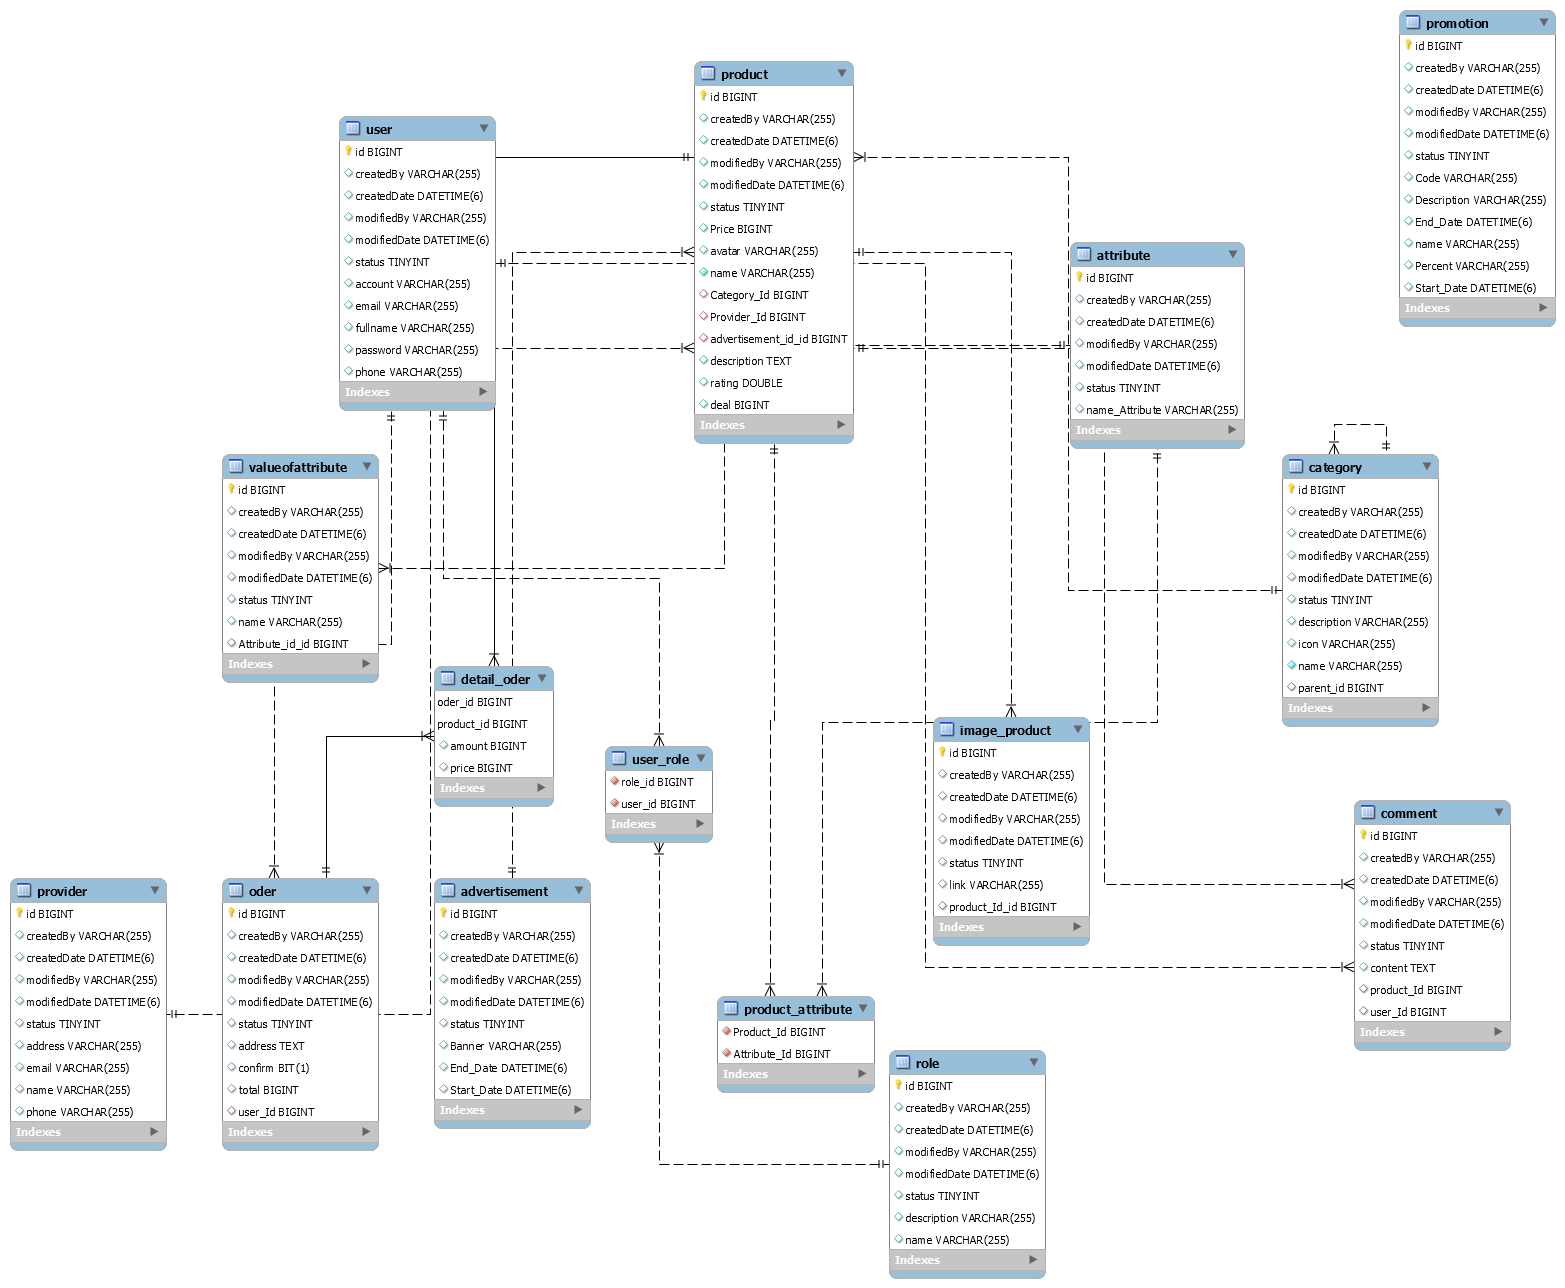 promotion
id BIGINT
createdBy VARCHAR(255)
createdDate DATETIME(6)
modifiedBy VARCHAR(255)
modifiedDate DATETIME(6)
status TINYINT
Code VARCHAR(255)
Description VARCHAR(255)
End_Date DATETIME(6)
name VARCHAR(255)
Percent VARCHAR(255)
Start_Date DATETIME(6)
Indexes
product
id BIGINT
createdBy VARCHAR(255)
createdDate DATETIME(6)
modifiedBy VARCHAR(255)
modifiedDate DATETIME(6)
status TINYINT
Price BIGINT
avatar VARCHAR(255)
name VARCHAR(255)
Category_Id BIGINT
Provider_Id BIGINT
advertisement_id_id BIGINT
description TEXT
rating DOUBLE
deal BIGINT
Indexes
user
id BIGINT
createdBy VARCHAR(255)
createdDate DATETIME(6)
modifiedBy VARCHAR(255)
modifiedDate DATETIME(6)
status TINYINT
account VARCHAR(255)
email VARCHAR(255)
fullname VARCHAR(255)
password VARCHAR(255)
phone VARCHAR(255)
Indexes
attribute
id BIGINT
createdBy VARCHAR(255)
createdDate DATETIME(6)
modifiedBy VARCHAR(255)
modifiedDate DATETIME(6)
status TINYINT
name_Attribute VARCHAR(255)
Indexes
valueofattribute
id BIGINT
createdBy VARCHAR(255)
createdDate DATETIME(6)
modifiedBy VARCHAR(255)
modifiedDate DATETIME(6)
status TINYINT
name VARCHAR(255)
Attribute_id_id BIGINT
Indexes
category
id BIGINT
createdBy VARCHAR(255)
createdDate DATETIME(6)
modifiedBy VARCHAR(255)
modifiedDate DATETIME(6)
status TINYINT
description VARCHAR(255)
icon VARCHAR(255)
name VARCHAR(255)
parent_id BIGINT
Indexes
detail_oder
oder_id BIGINT
product_id BIGINT
amount BIGINT
price BIGINT
Indexes
user_role
role_id BIGINT
user_id BIGINT
Indexes
image_product
id BIGINT
createdBy VARCHAR(255)
createdDate DATETIME(6)
modifiedBy VARCHAR(255)
modifiedDate DATETIME(6)
status TINYINT
link VARCHAR(255)
product_Id_id BIGINT
Indexes
comment
id BIGINT
createdBy VARCHAR(255)
createdDate DATETIME(6)
modifiedBy VARCHAR(255)
modifiedDate DATETIME(6)
status TINYINT
content TEXT
product_Id BIGINT
user_Id BIGINT
Indexes
provider
id BIGINT
createdBy VARCHAR(255)
createdDate DATETIME(6)
modifiedBy VARCHAR(255)
modifiedDate DATETIME(6)
status TINYINT
address VARCHAR(255)
email VARCHAR(255)
name VARCHAR(255)
phone VARCHAR(255)
Indexes
oder
id BIGINT
createdBy VARCHAR(255)
createdDate DATETIME(6)
modifiedBy VARCHAR(255)
modifiedDate DATETIME(6)
status TINYINT
address TEXT
confirm BIT(1)
total BIGINT
user_Id BIGINT
Indexes
advertisement
id BIGINT
createdBy VARCHAR(255)
createdDate DATETIME(6)
modifiedBy VARCHAR(255)
modifiedDate DATETIME(6)
status TINYINT
Banner VARCHAR(255)
End_Date DATETIME(6)
Start_Date DATETIME(6)
Indexes
product_attribute
Product_Id BIGINT
Attribute_Id BIGINT
Indexes
role
id BIGINT
createdBy VARCHAR(255)
createdDate DATETIME(6)
modifiedBy VARCHAR(255)
modifiedDate DATETIME(6)
status TINYINT
description VARCHAR(255)
name VARCHAR(255)
Indexes